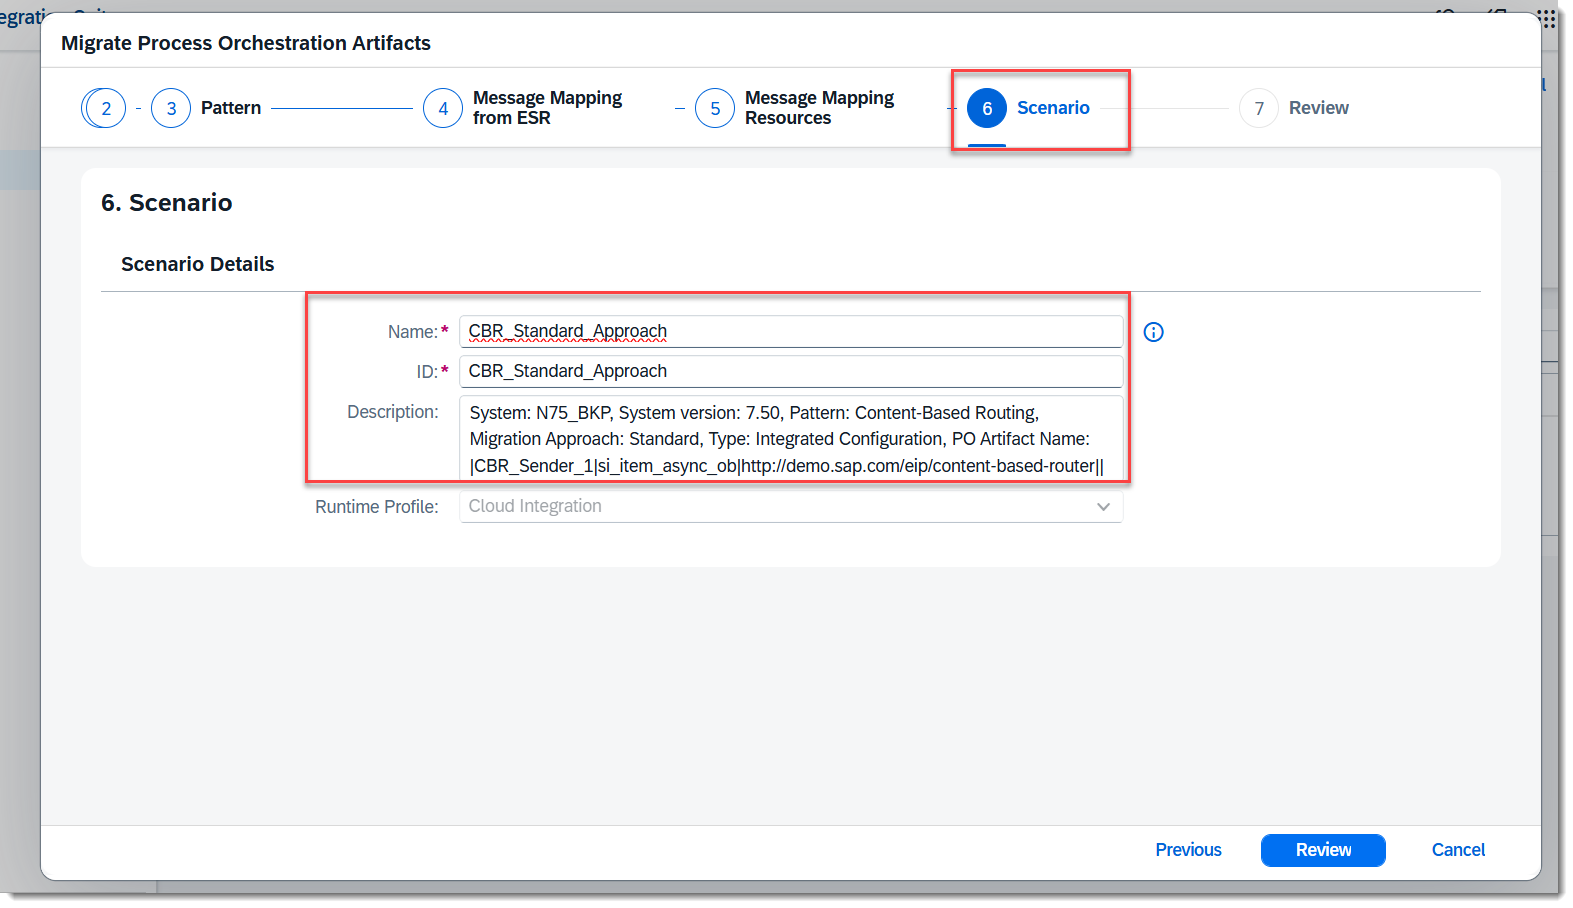 Migrate Process Orchestration Artifacts
2
3
Pattern
4
Message Mapping
from ESR
5
Message Mapping
Resources
6
Scenario
7
Review
6. Scenario
Scenario Details
Name:*
CBR_Standard_Approach
ID:*
CBR_Standard_Approach
Description:
System: N75_BKP, System version: 7.50, Pattern: Content-Based Routing,
Migration Approach: Standard, Type: Integrated Configuration, PO Artifact Name:
|CBR_Sender_1|si_item_async_ob|http://demo.sap.com/eip/content-based-router||
Runtime Profile:
Cloud Integration
Previous
Review
Cancel